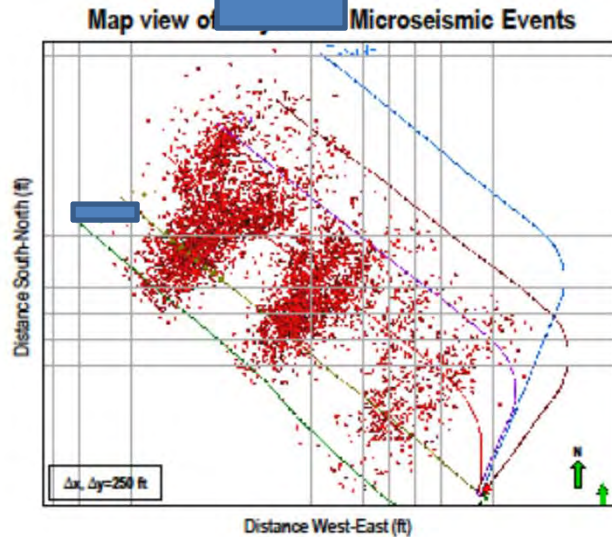 Map view of Microseismic Events
Distance South-North (ft)
N
Δx, Δy=250 ft
Distance West-East (ft)